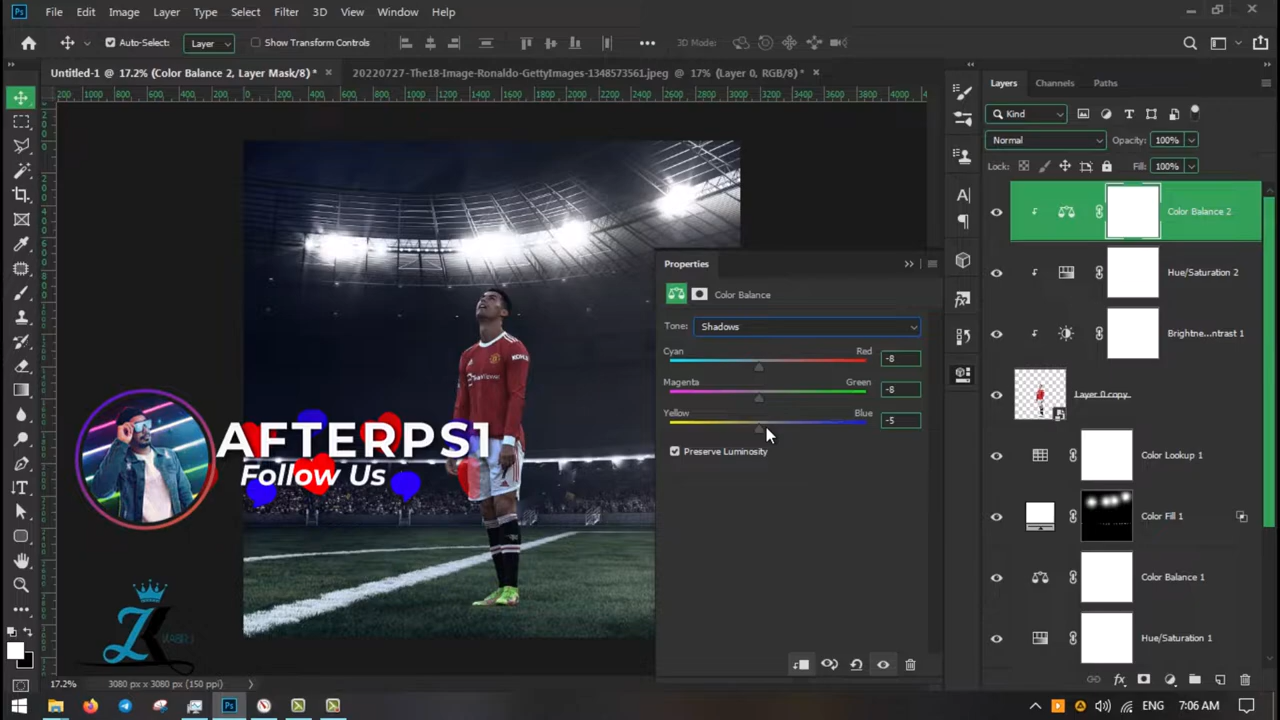 Ps File Edit Image Layer Type Select Filter 3D View Window Help
Auto-Select: Layer Show Transform Controls 3D Mode:
Untitled-1 @ 17.2% (Color Balance 2, Layer Mask/8) *
20220727-The18-Image-Ronaldo-GettyImages-1348573561.jpeg @ 17% (Layer 0, RGB/8) *
Layers Channels Paths
Kind
Normal Opacity: 100%
Lock: Fill: 100%
Color Balance 2
Hue/Saturation 2
Brightne...ntrast 1
Layer 0 copy
Color Lookup 1
Color Fill 1
Color Balance 1
Hue/Saturation 1
Properties
Color Balance
Tone: Shadows
Cyan Red -8
Magenta Green -8
Yellow Blue -5
Preserve Luminosity
AFTERPS1
Follow Us
17.2% 3080 px x 3080 px (150 ppi)
Ps ENG 7:06 AM